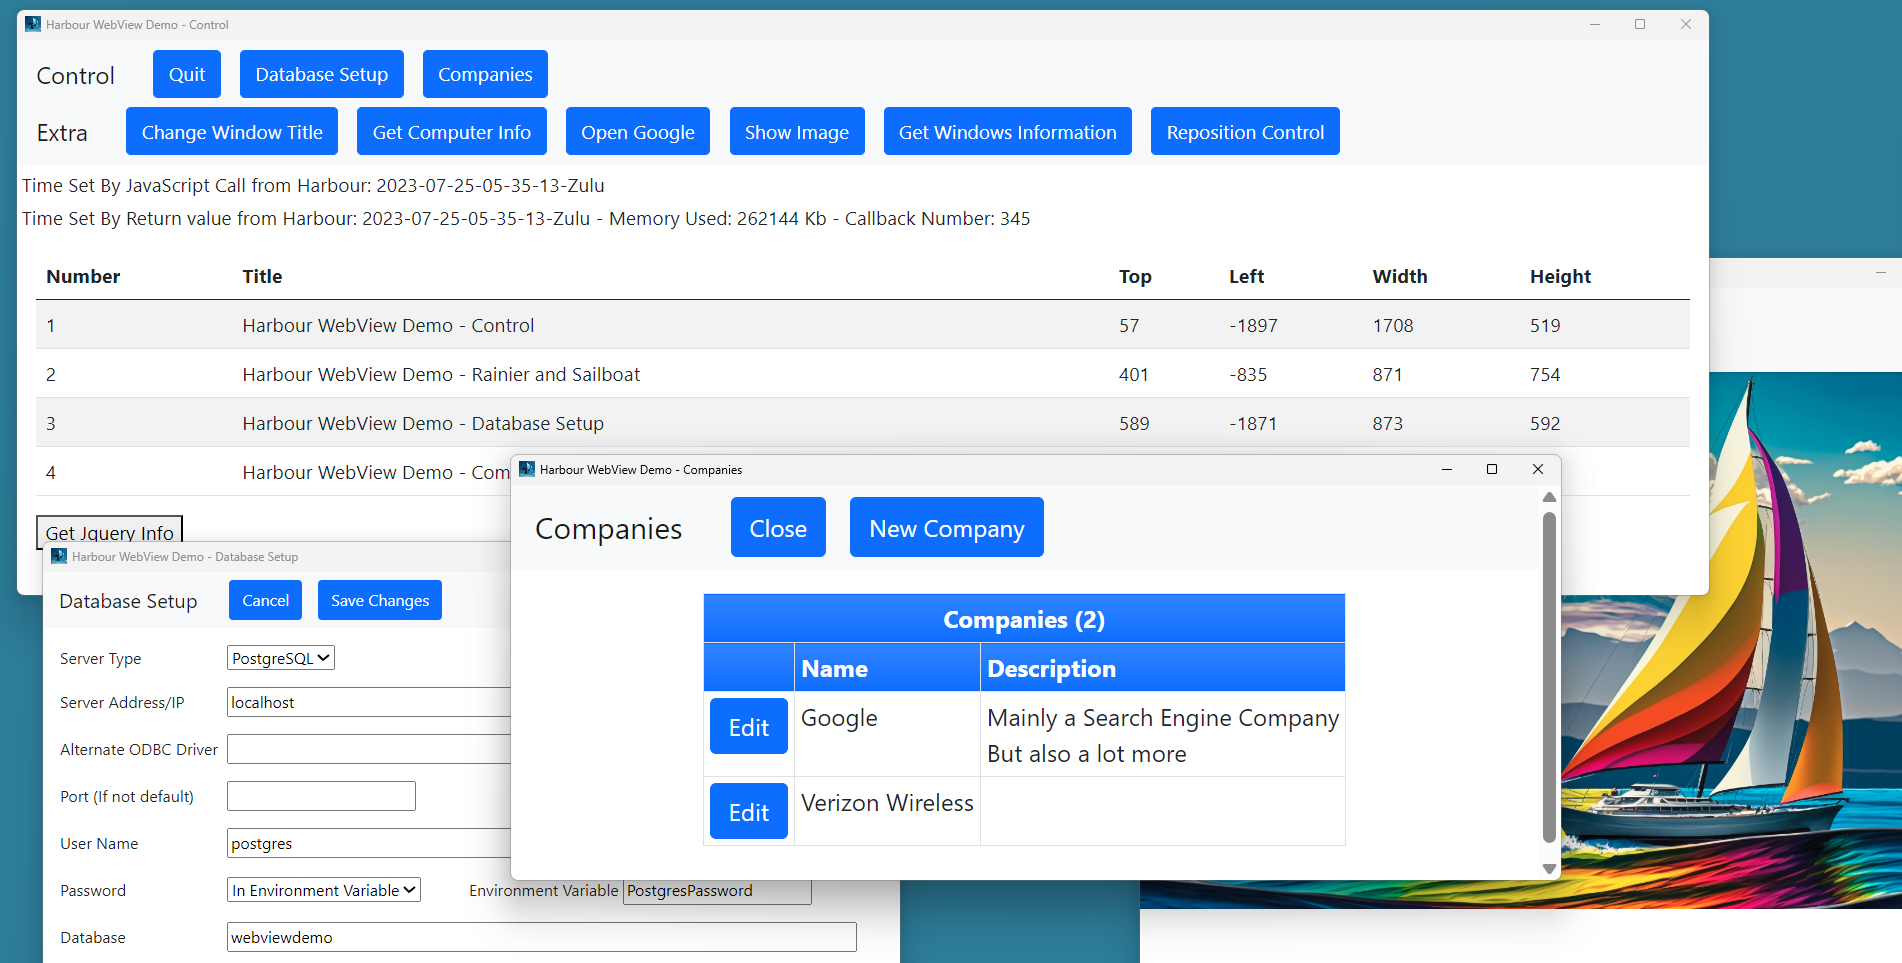 Harbour WebView Demo - Control
Control Quit Database Setup Companies
Extra Change Window Title Get Computer Info Open Google Show Image Get Windows Information Reposition Control
Time Set By JavaScript Call from Harbour: 2023-07-25-05-35-13-Zulu
Time Set By Return value from Harbour: 2023-07-25-05-35-13-Zulu - Memory Used: 262144 Kb - Callback Number: 345
Number Title Top Left Width Height
1 Harbour WebView Demo - Control 57 -1897 1708 519
2 Harbour WebView Demo - Rainier and Sailboat 401 -835 871 754
3 Harbour WebView Demo - Database Setup 589 -1871 873 592
4 Harbour WebView Demo - Com
Get Jquery Info
Harbour WebView Demo - Companies
Companies Close New Company
Companies (2)
Name Description
Edit Google Mainly a Search Engine Company
But also a lot more
Edit Verizon Wireless
Harbour WebView Demo - Database Setup
Database Setup Cancel Save Changes
Server Type PostgreSQL
Server Address/IP localhost
Alternate ODBC Driver
Port (If not default)
User Name postgres
Password In Environment Variable Environment Variable PostgresPassword
Database webviewdemo